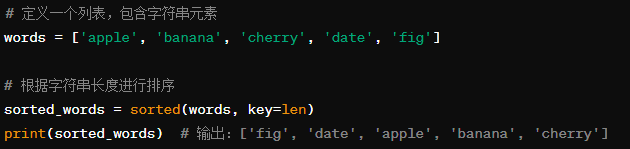 # 定义一个列表，包含字符串元素
words = ['apple', 'banana', 'cherry', 'date', 'fig']
# 根据字符串长度进行排序
sorted_words = sorted(words, key=len)
print(sorted_words)  # 输出：['fig', 'date', 'apple', 'banana', 'cherry']